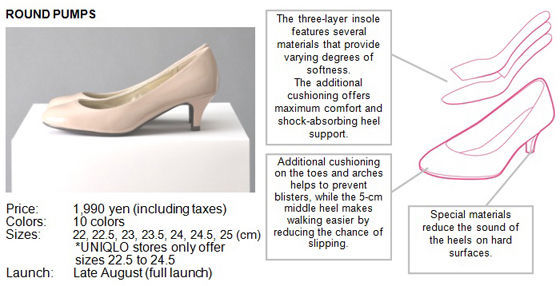 ROUND PUMPS
The three-layer insole
features several
materials that provide
varying degrees of
softness.
The additional
cushioning offers
maximum comfort and
shock-absorbing heel
support.
Additional cushioning
on the toes and arches
helps to prevent
blisters, while the 5-cm
middle heel makes
walking easier by
reducing the chance of
slipping.
Special materials
reduce the sound of
the heels on hard
surfaces.
Price: 1,990 yen (including taxes)
Colors: 10 colors
Sizes: 22, 22.5, 23, 23.5, 24, 24.5, 25 (cm)
*UNIQLO stores only offer
sizes 22.5 to 24.5
Launch: Late August (full launch)